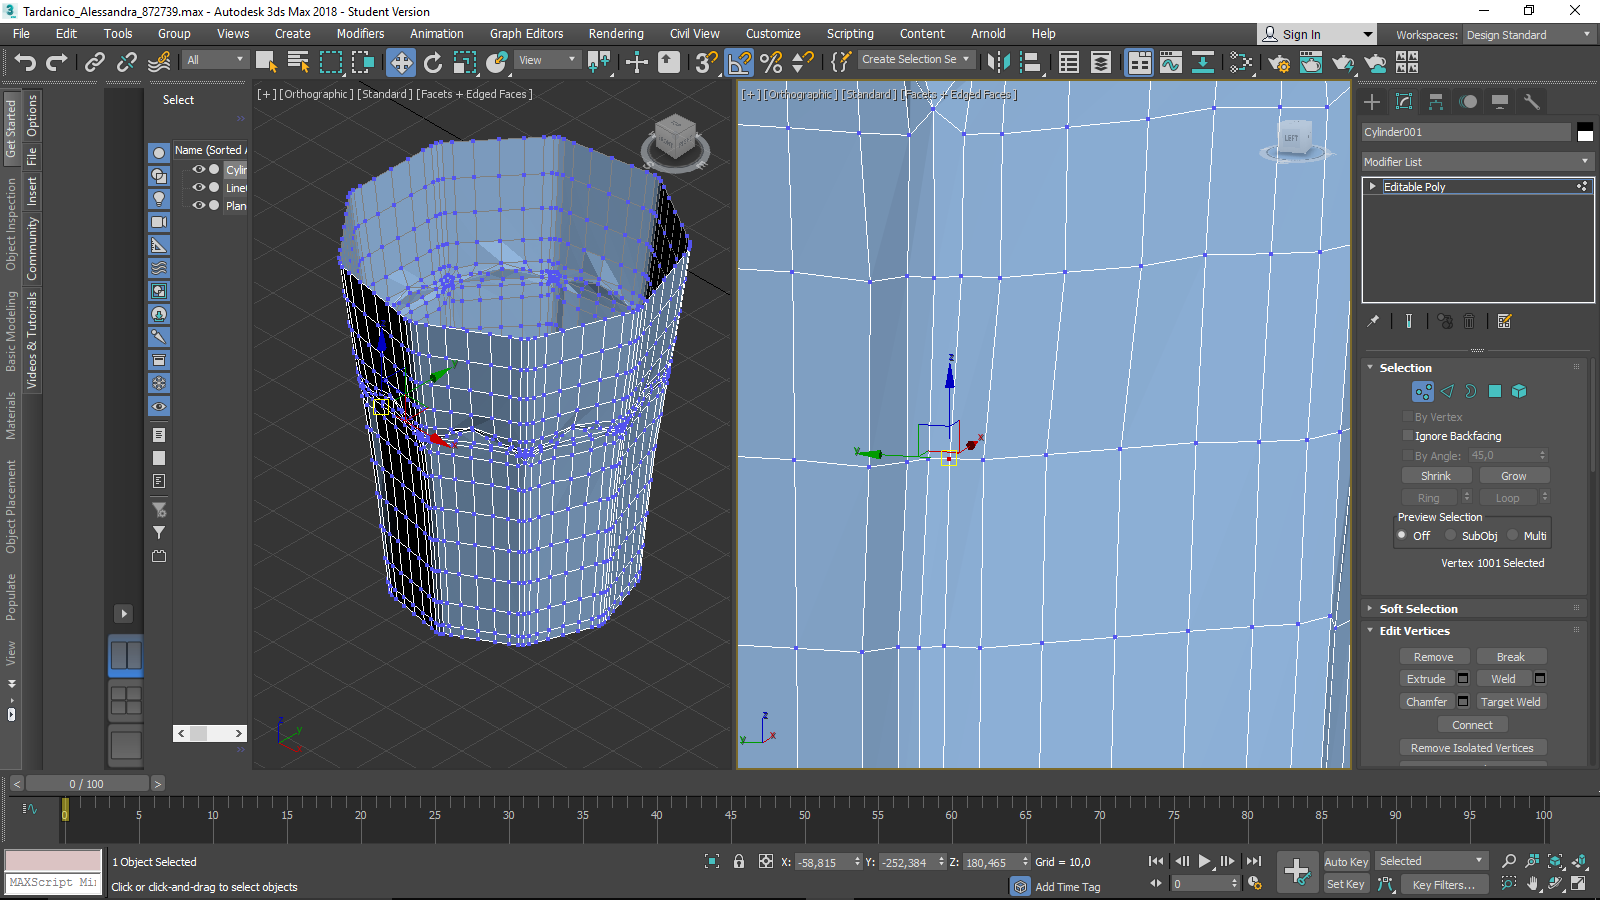 Tardanico_Alessandra_872739.max - Autodesk 3ds Max 2018 - Student Version
File Edit Tools Group Views Create Modifiers Animation Graph Editors Rendering Civil View Customize Scripting Content Arnold Help
Sign In
Workspaces: Design Standard
All
View
Create Selection Se
Get Started
Object Inspection
Basic Modeling
Materials
Object Placement
Populate
View
Options
File
Insert
Community
Videos & Tutorials
Select
Name (Sorted A
Cylin
Line
Plan
[+] [Orthographic ] [Standard ] [Facets + Edged Faces ]
[+] [Orthographic ] [Standard ] [Facets + Edged Faces ]
LEFT
z
y
x
z
y
x
z
y
x
Cylinder001
Modifier List
Editable Poly
Selection
By Vertex
Ignore Backfacing
By Angle: 45,0
Shrink Grow
Ring Loop
Preview Selection
Off SubObj Multi
Vertex 1001 Selected
Soft Selection
Edit Vertices
Remove Break
Extrude Weld
Chamfer Target Weld
Connect
Remove Isolated Vertices
0 / 100
0 5 10 15 20 25 30 35 40 45 50 55 60 65 70 75 80 85 90 95 100
MAXScript Mi
1 Object Selected
Click or click-and-drag to select objects
X: -58,815 Y: -252,384 Z: 180,465 Grid = 10,0
Add Time Tag
0
Auto Key Selected
Set Key Key Filters...